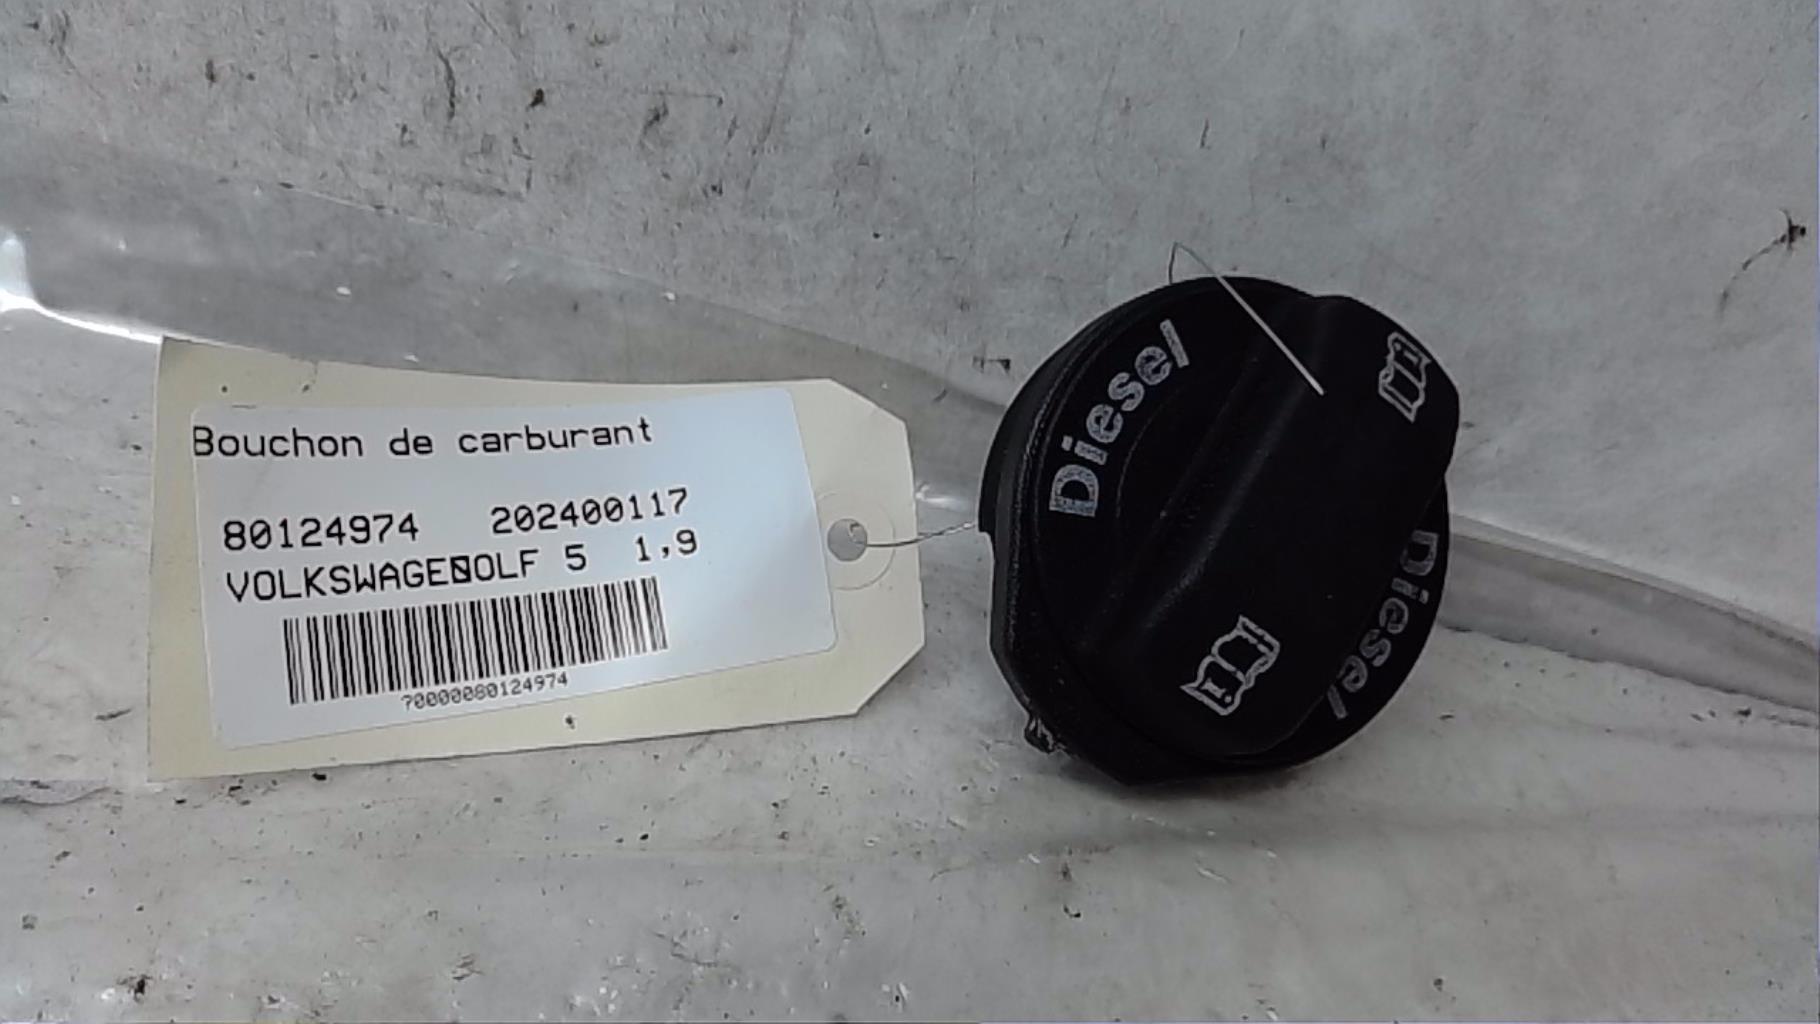 Bouchon de carburant
80124974 202400117
VOLKSWAGENOLF 5 1,9
70000080124974
Diesel
Diesel